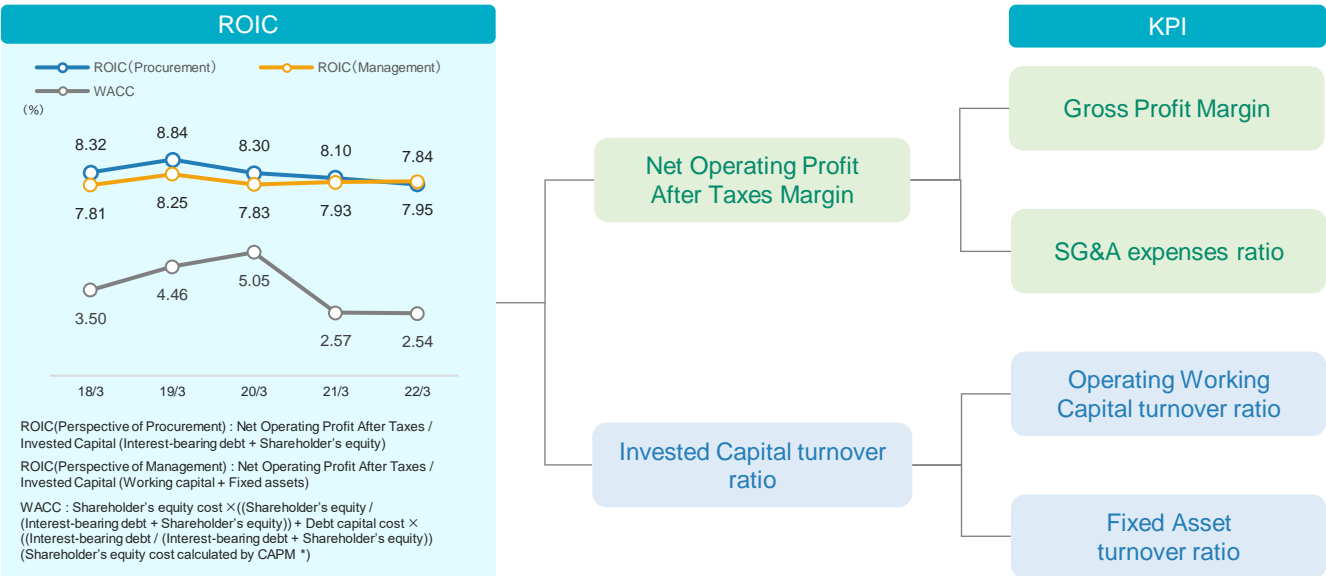 ROIC
ROIC(Procurement)
ROIC(Management)
WACC
(%)
8.32
8.84
8.30
8.10
7.84
7.81
8.25
7.83
7.93
7.95
3.50
4.46
5.05
2.57
2.54
18/3
19/3
20/3
21/3
22/3
ROIC(Perspective of Procurement) : Net Operating Profit After Taxes /
Invested Capital (Interest-bearing debt + Shareholder's equity)
ROIC(Perspective of Management) : Net Operating Profit After Taxes /
Invested Capital (Working capital + Fixed assets)
WACC : Shareholder's equity cost ×((Shareholder's equity /
(Interest-bearing debt + Shareholder's equity)) + Debt capital cost ×
((Interest-bearing debt / (Interest-bearing debt + Shareholder's equity))
(Shareholder's equity cost calculated by CAPM *)
Net Operating Profit
After Taxes Margin
Invested Capital turnover
ratio
KPI
Gross Profit Margin
SG&A expenses ratio
Operating Working
Capital turnover ratio
Fixed Asset
turnover ratio